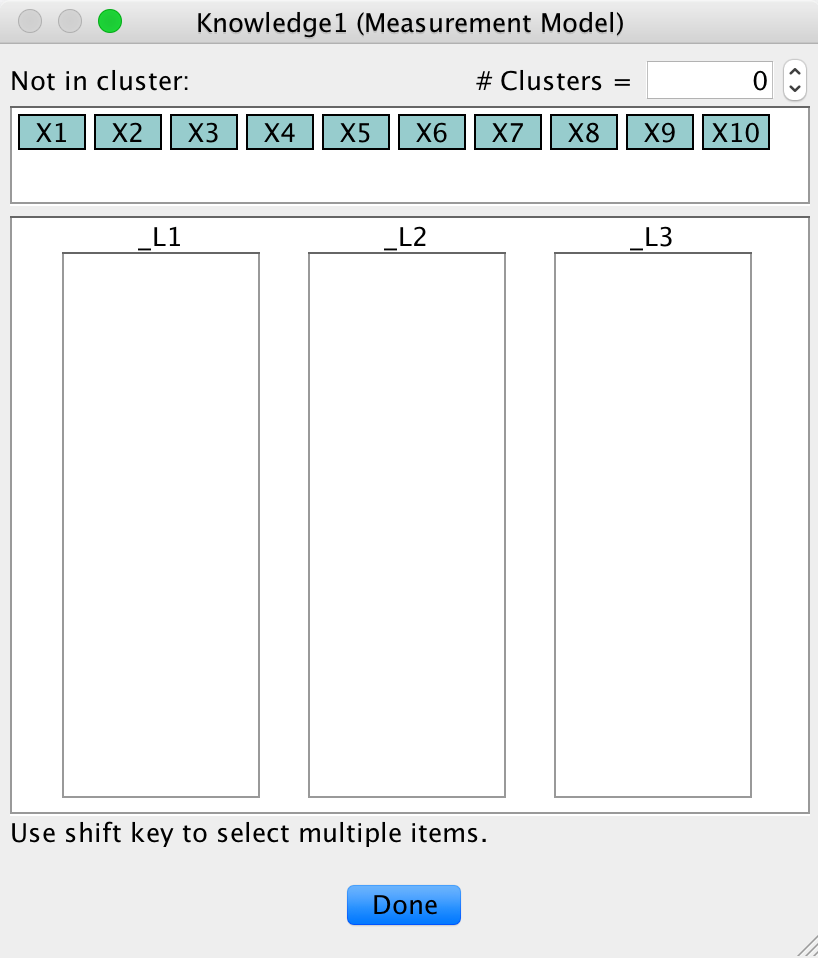 Knowledge1 (Measurement Model)
Not in cluster: # Clusters = 0
X1 X2 X3 X4 X5 X6 X7 X8 X9 X10
_L1 _L2 _L3
Use shift key to select multiple items.
Done